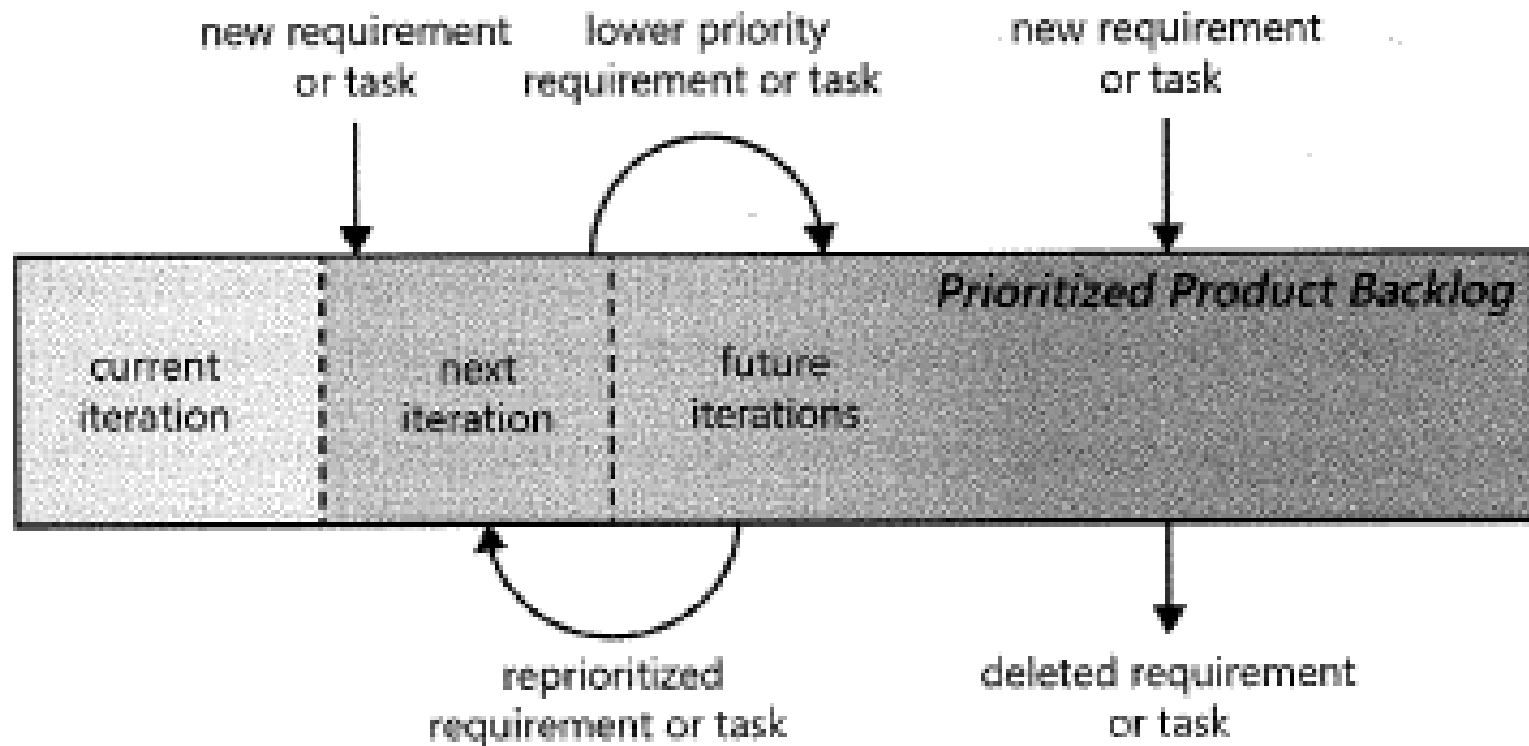 new requirement
or task
lower priority
requirement or task
new requirement
or task
Prioritized Product Backlog
current
iteration
next
iteration
future
iterations
reprioritized
requirement or task
deleted requirement
or task